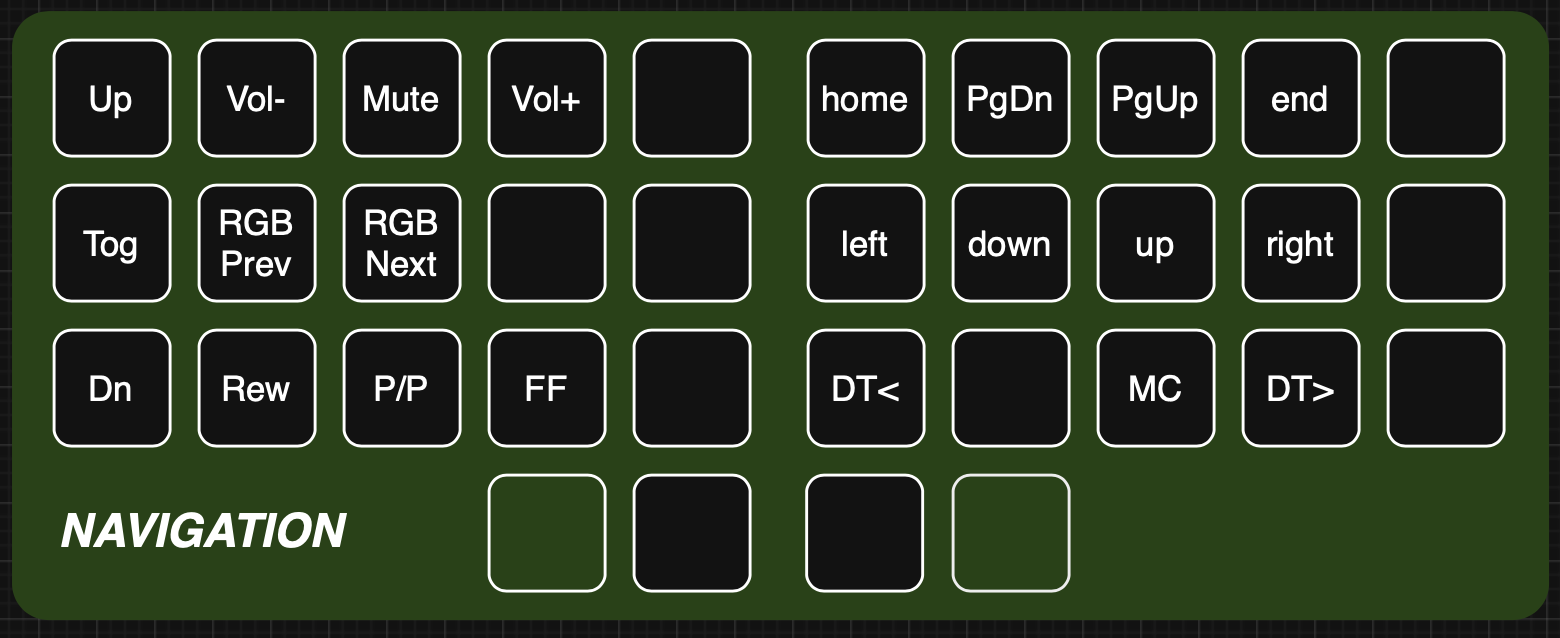 Up Vol- Mute Vol+ home PgDn PgUp end
Tog RGB Prev RGB Next left down up right
Dn Rew P/P FF DT< MC DT>
NAVIGATION